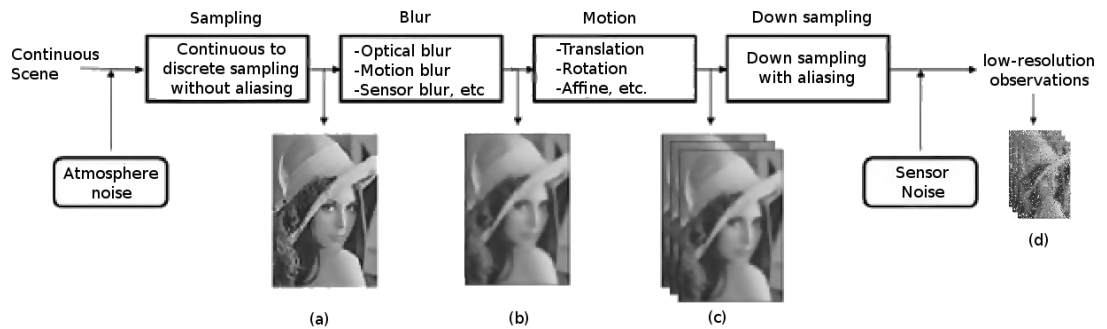 Sampling
Blur
Motion
Down sampling
Continuous
Scene
Continuous to
discrete sampling
without aliasing
-Optical blur
-Motion blur
-Sensor blur, etc
-Translation
-Rotation
-Affine, etc.
Down sampling
with aliasing
low-resolution
observations
Atmosphere
noise
Sensor
Noise
(a)
(b)
(c)
(d)